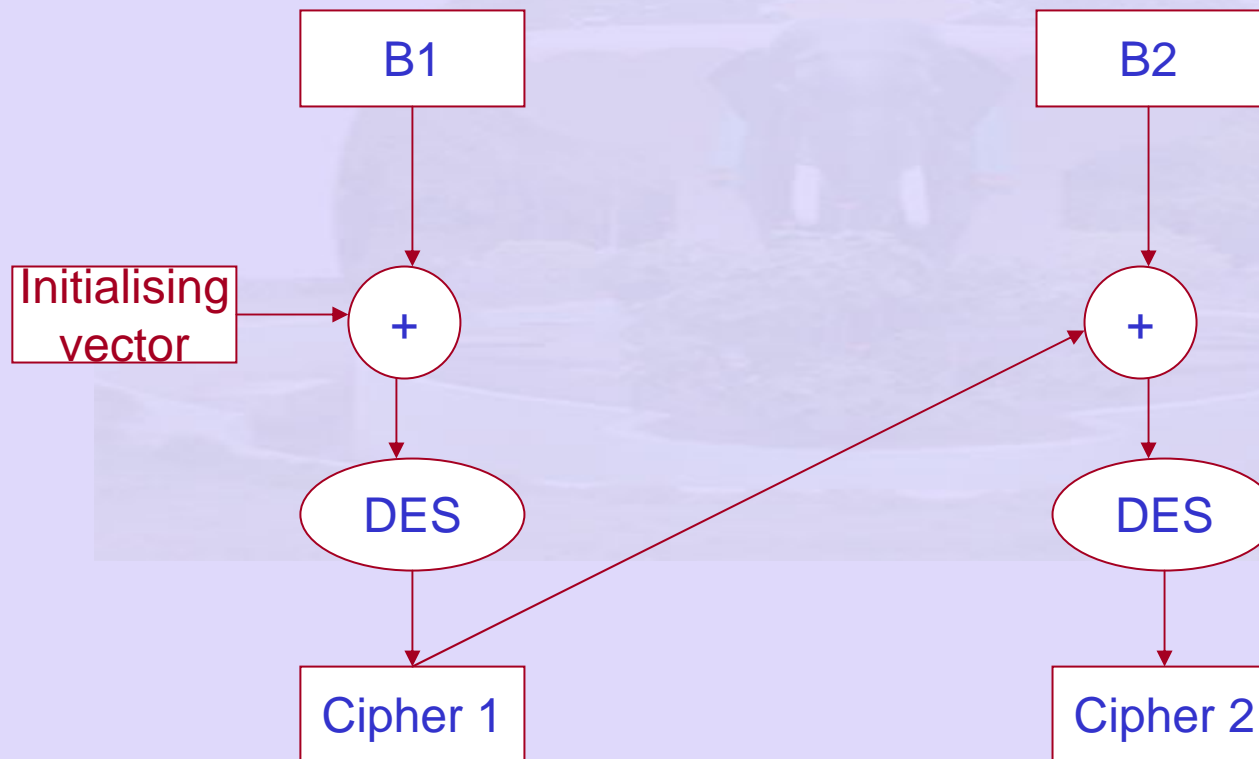 B1
B2
Initialising
vector
+
+
DES
DES
Cipher 1
Cipher 2